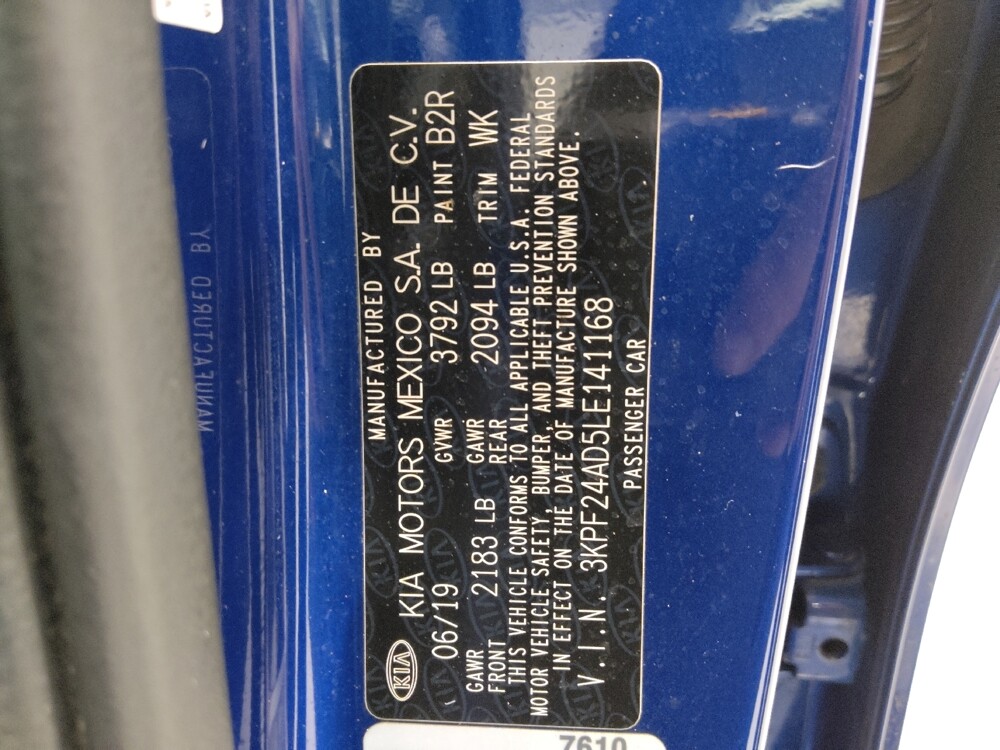 MANUFACTURED BY
KIA KIA MOTORS MEXICO S.A. DE C.V.
06/19 GVWR 3792 LB PAINT B2R
GAWR FRONT 2183 LB GAWR REAR 2094 LB TRIM WK
THIS VEHICLE CONFORMS TO ALL APPLICABLE U.S.A. FEDERAL
MOTOR VEHICLE SAFETY, BUMPER, AND THEFT PREVENTION STANDARDS
IN EFFECT ON THE DATE OF MANUFACTURE SHOWN ABOVE.
V.I.N. 3KPF24AD5LE141168
PASSENGER CAR
7610
MANUFACTURED BY